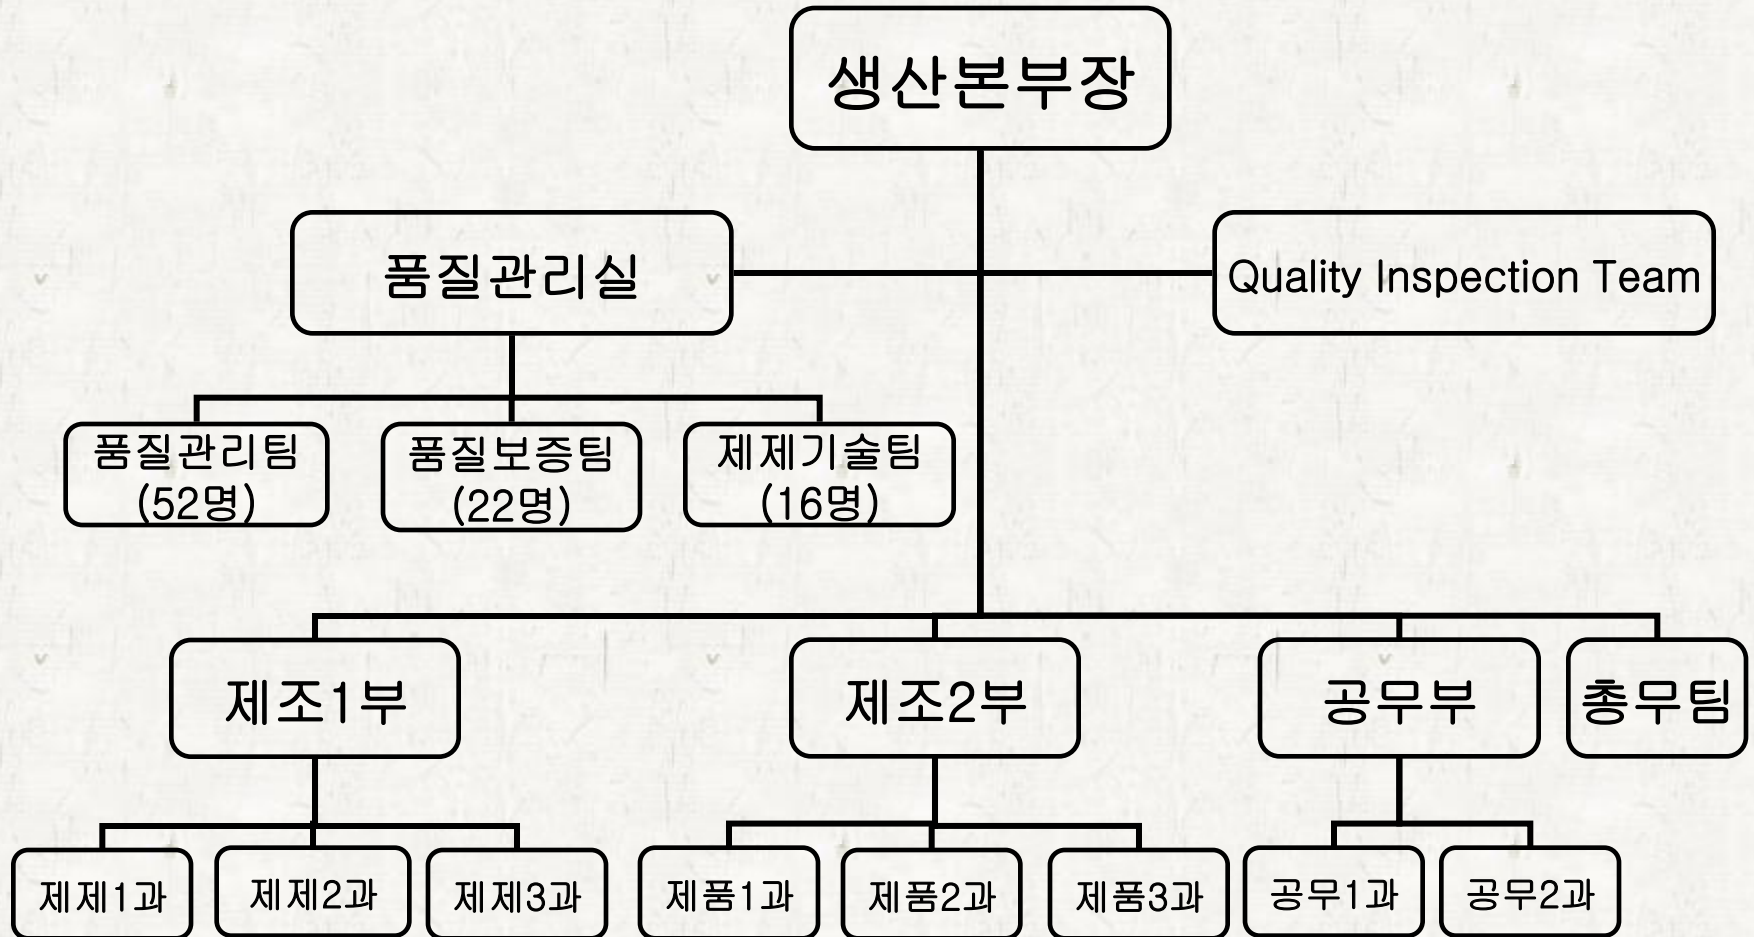 생산본부장
품질관리실
Quality Inspection Team
품질관리팀
(52명)
품질보증팀
(22명)
제제기술팀
(16명)
제조1부
제조2부
공무부
총무팀
제제1과
제제2과
제제3과
제품1과
제품2과
제품3과
공무1과
공무2과